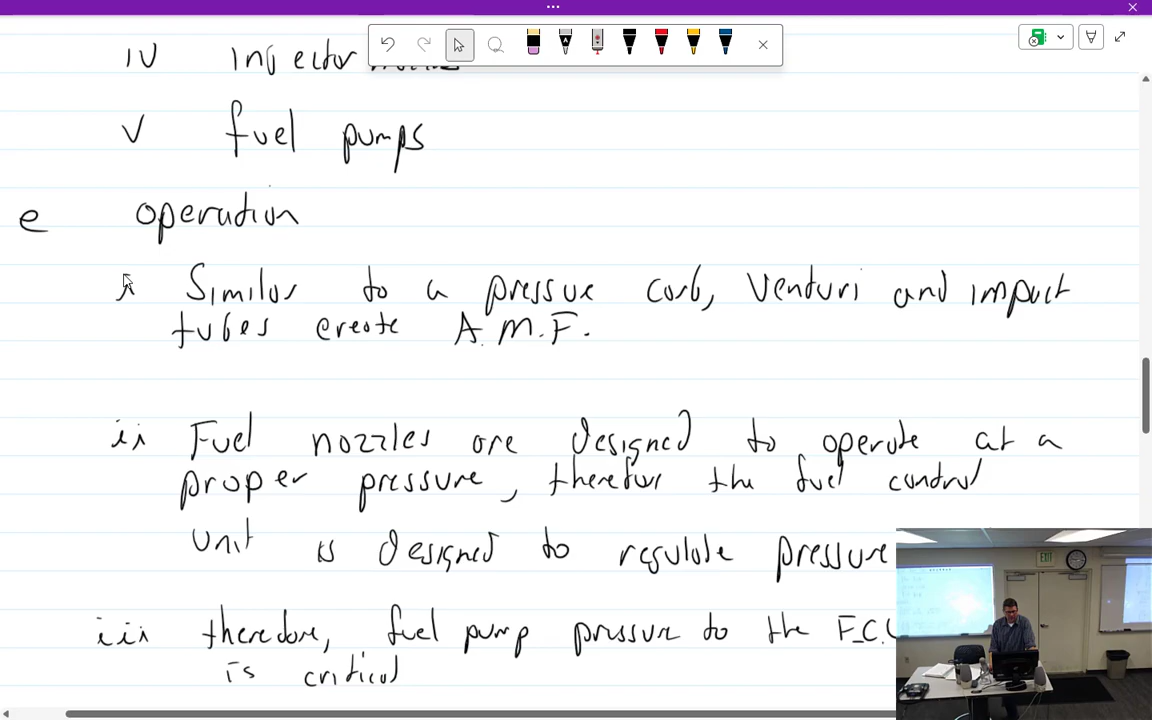 iv injector
v fuel pumps
e operation
i Similar to a pressue carb, venturi and impact
tubes create A.M.F.
ii Fuel nozzles are designed to operate at a
proper pressure, therefor the fuel control
unit is designed to regulate pressure
iii therefore, fuel pump pressure to the F.C.U
is critical
EXIT